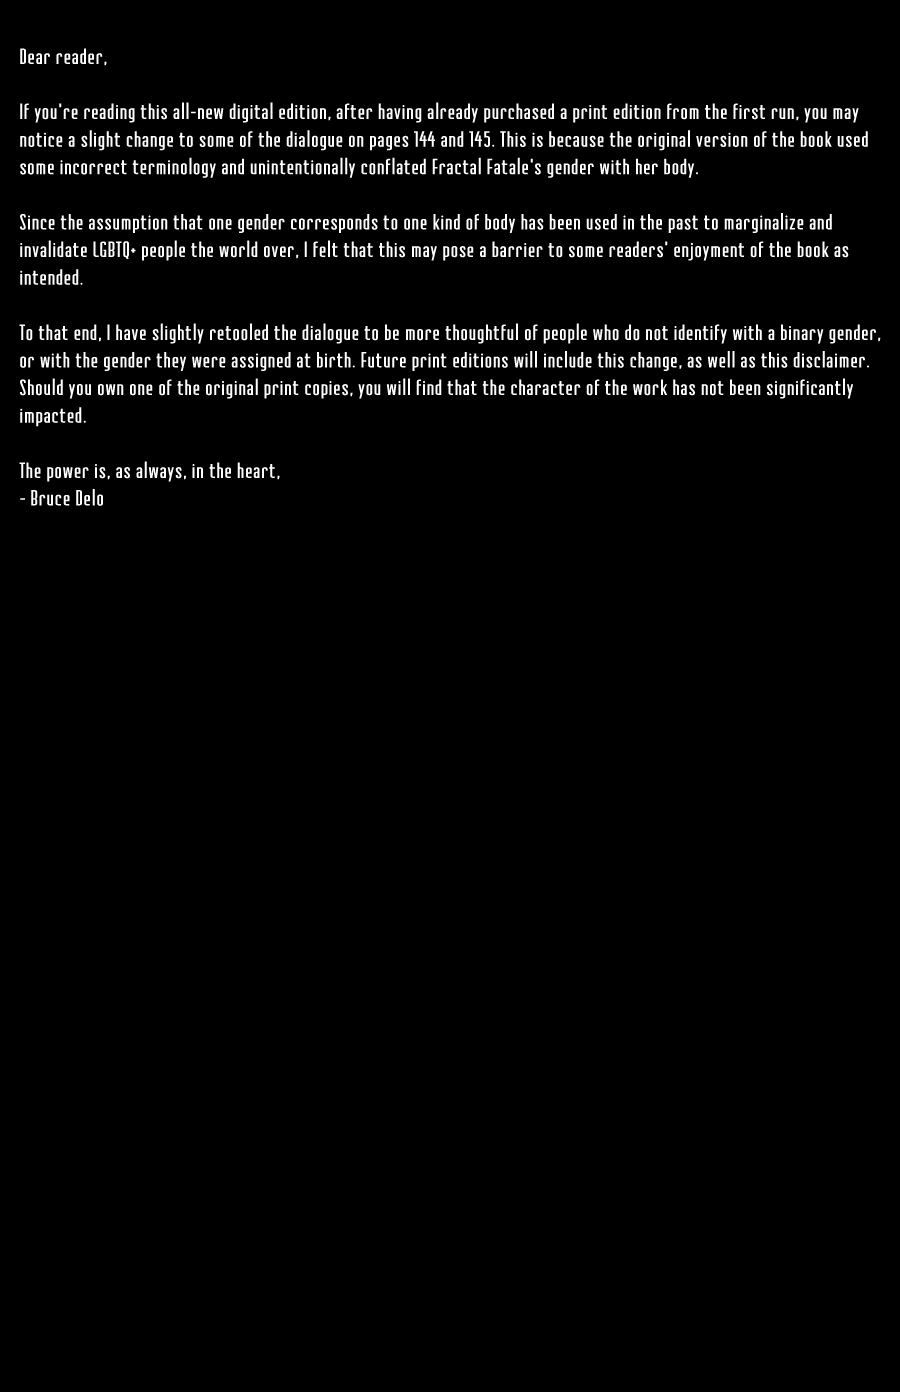 Dear reader,
If you're reading this all-new digital edition, after having already purchased a print edition from the first run, you may
notice a slight change to some of the dialogue on pages 144 and 145. This is because the original version of the book used
some incorrect terminology and unintentionally conflated Fractal Fatale's gender with her body.
Since the assumption that one gender corresponds to one kind of body has been used in the past to marginalize and
invalidate LGBTQ+ people the world over, I felt that this may pose a barrier to some readers' enjoyment of the book as
intended.
To that end, I have slightly retooled the dialogue to be more thoughtful of people who do not identify with a binary gender,
or with the gender they were assigned at birth. Future print editions will include this change, as well as this disclaimer.
Should you own one of the original print copies, you will find that the character of the work has not been significantly
impacted.
The power is, as always, in the heart,
- Bruce Delo